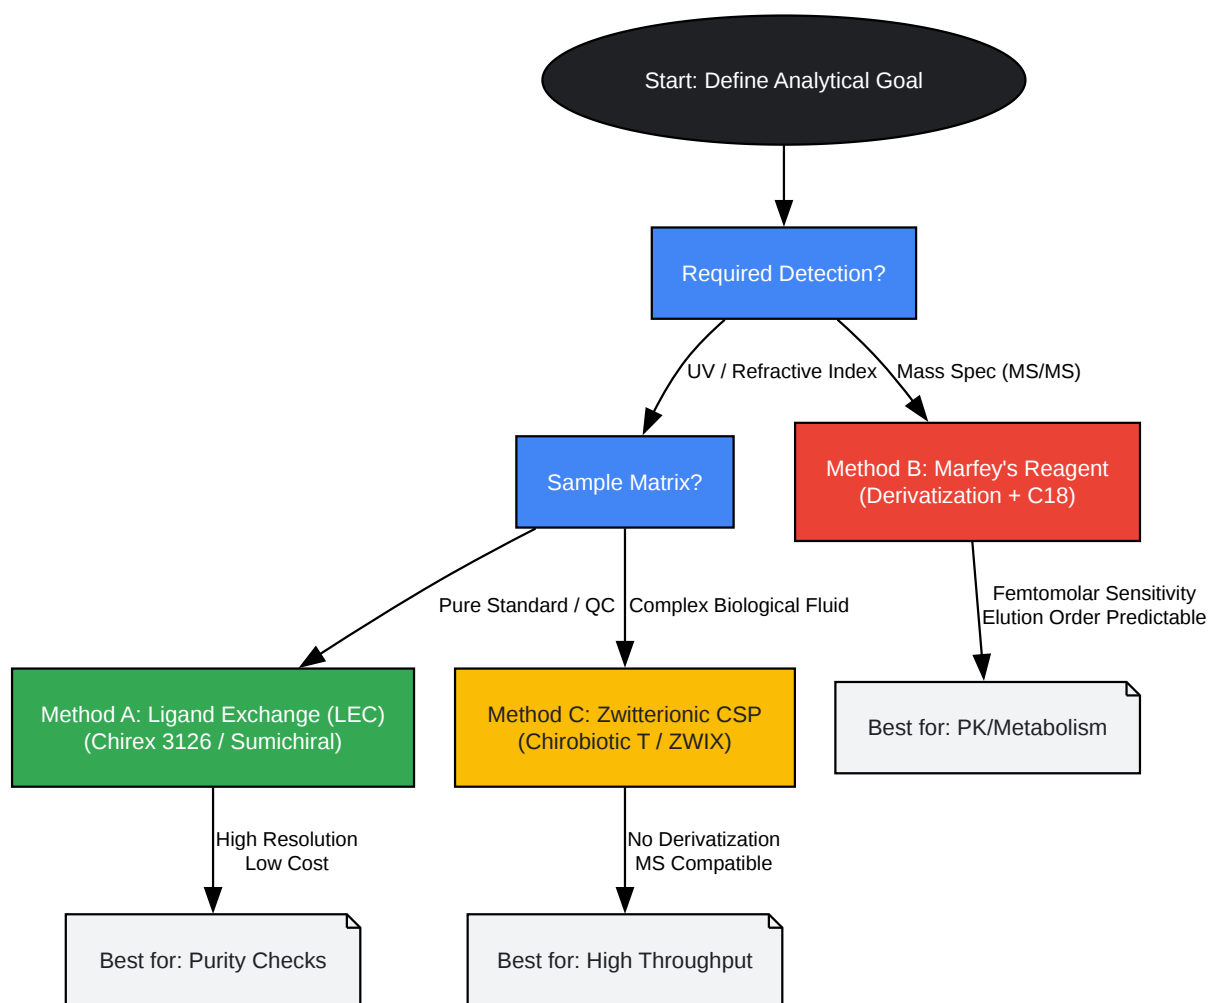 Start: Define Analytical Goal
Required Detection?
UV / Refractive Index
Mass Spec (MS/MS)
Sample Matrix?
Method B: Marfey's Reagent
(Derivatization + C18)
Pure Standard / QC
Complex Biological Fluid
Femtomolar Sensitivity
Elution Order Predictable
Method A: Ligand Exchange (LEC)
(Chirex 3126 / Sumichiral)
Method C: Zwitterionic CSP
(Chirobiotic T / ZWIX)
Best for: PK/Metabolism
High Resolution
Low Cost
No Derivatization
MS Compatible
Best for: Purity Checks
Best for: High Throughput